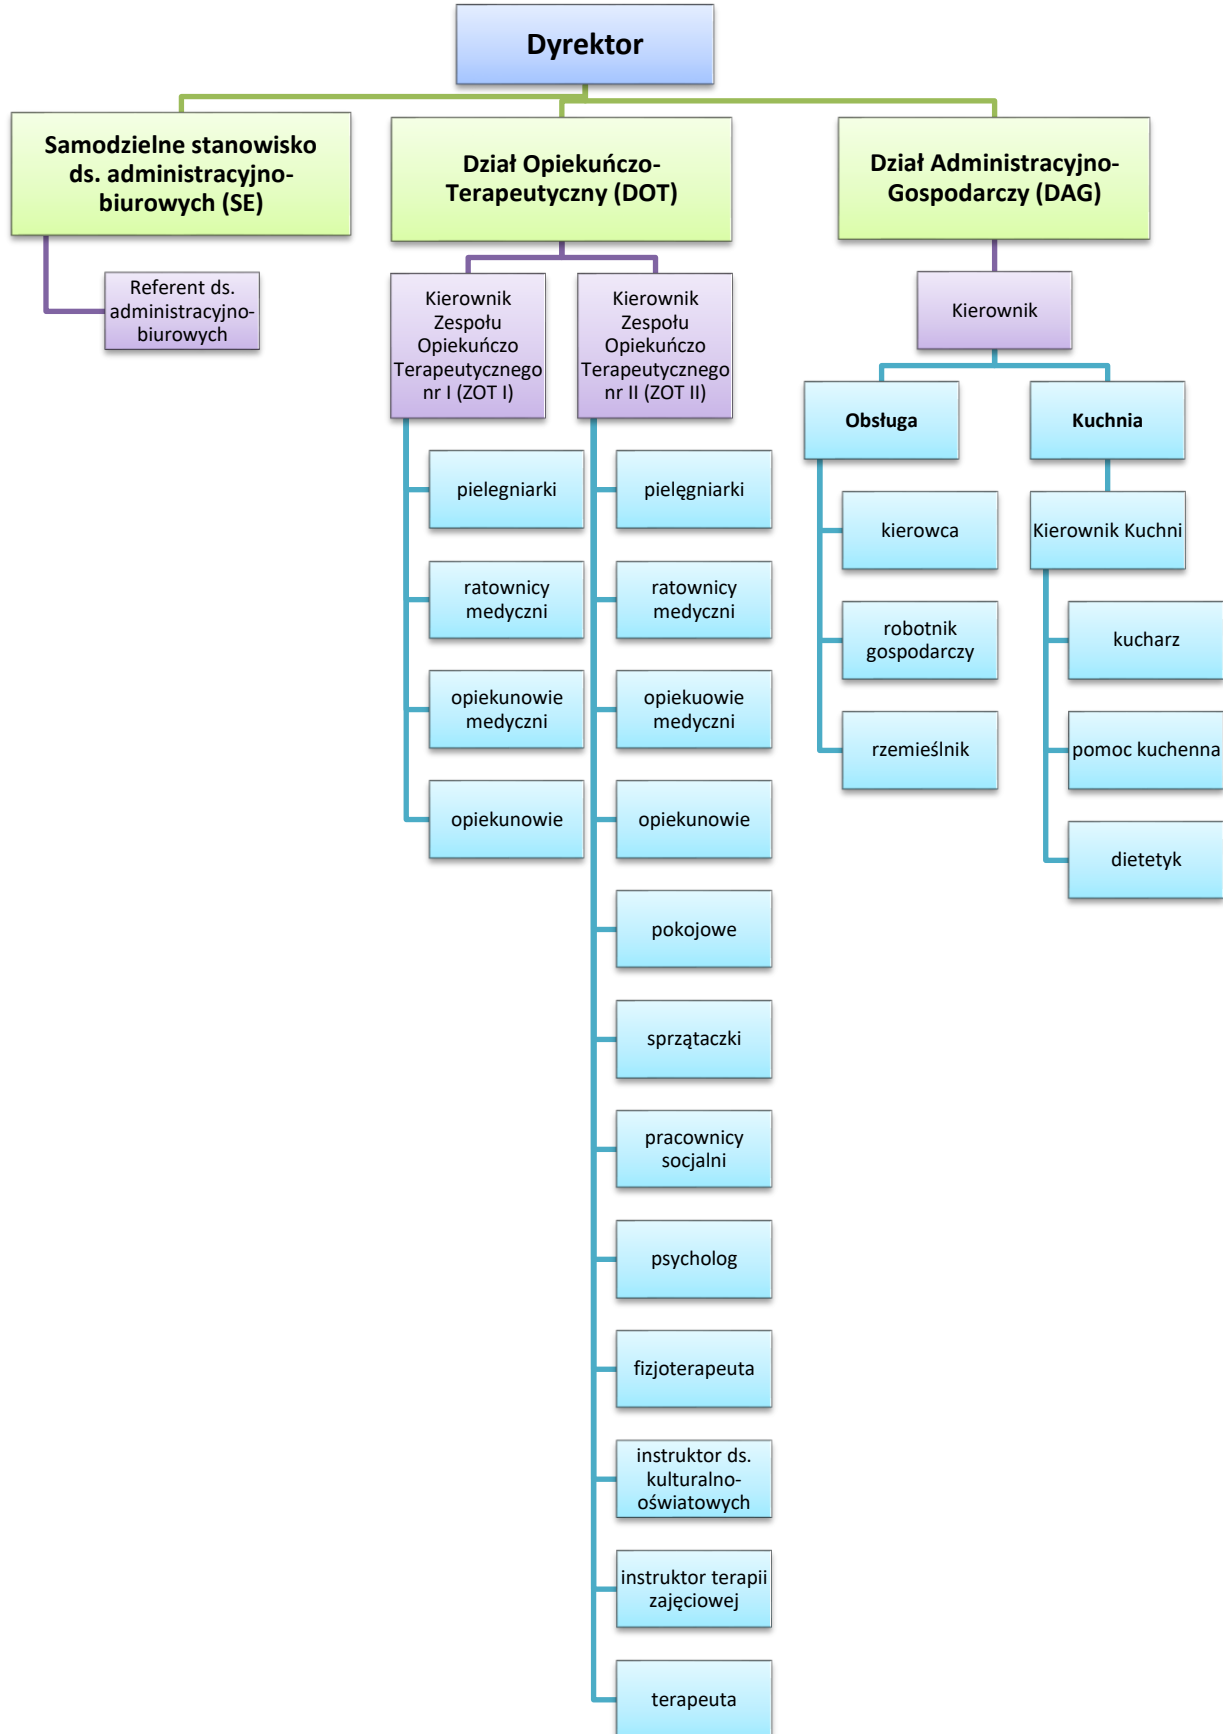 Dyrektor
Samodzielne stanowisko
ds. administracyjno-
biurowych (SE)
Referent ds.
administracyjno-
biurowych
Dział Opiekuńczo-
Terapeutyczny (DOT)
Kierownik
Zespołu
Opiekuńczo
Terapeutycznego
nr I (ZOT I)
pielegniarki
ratownicy
medyczni
opiekunowie
medyczni
opiekunowie
Kierownik
Zespołu
Opiekuńczo
Terapeutycznego
nr II (ZOT II)
pielęgniarki
ratownicy
medyczni
opiekuowie
medyczni
opiekunowie
pokojowe
sprzątaczki
pracownicy
socjalni
psycholog
fizjoterapeuta
instruktor ds.
kulturalno-
oświatowych
instruktor terapii
zajęciowej
terapeuta
Dział Administracyjno-
Gospodarczy (DAG)
Kierownik
Obsługa
kierowca
robotnik
gospodarczy
rzemieślnik
Kuchnia
Kierownik Kuchni
kucharz
pomoc kuchenna
dietetyk